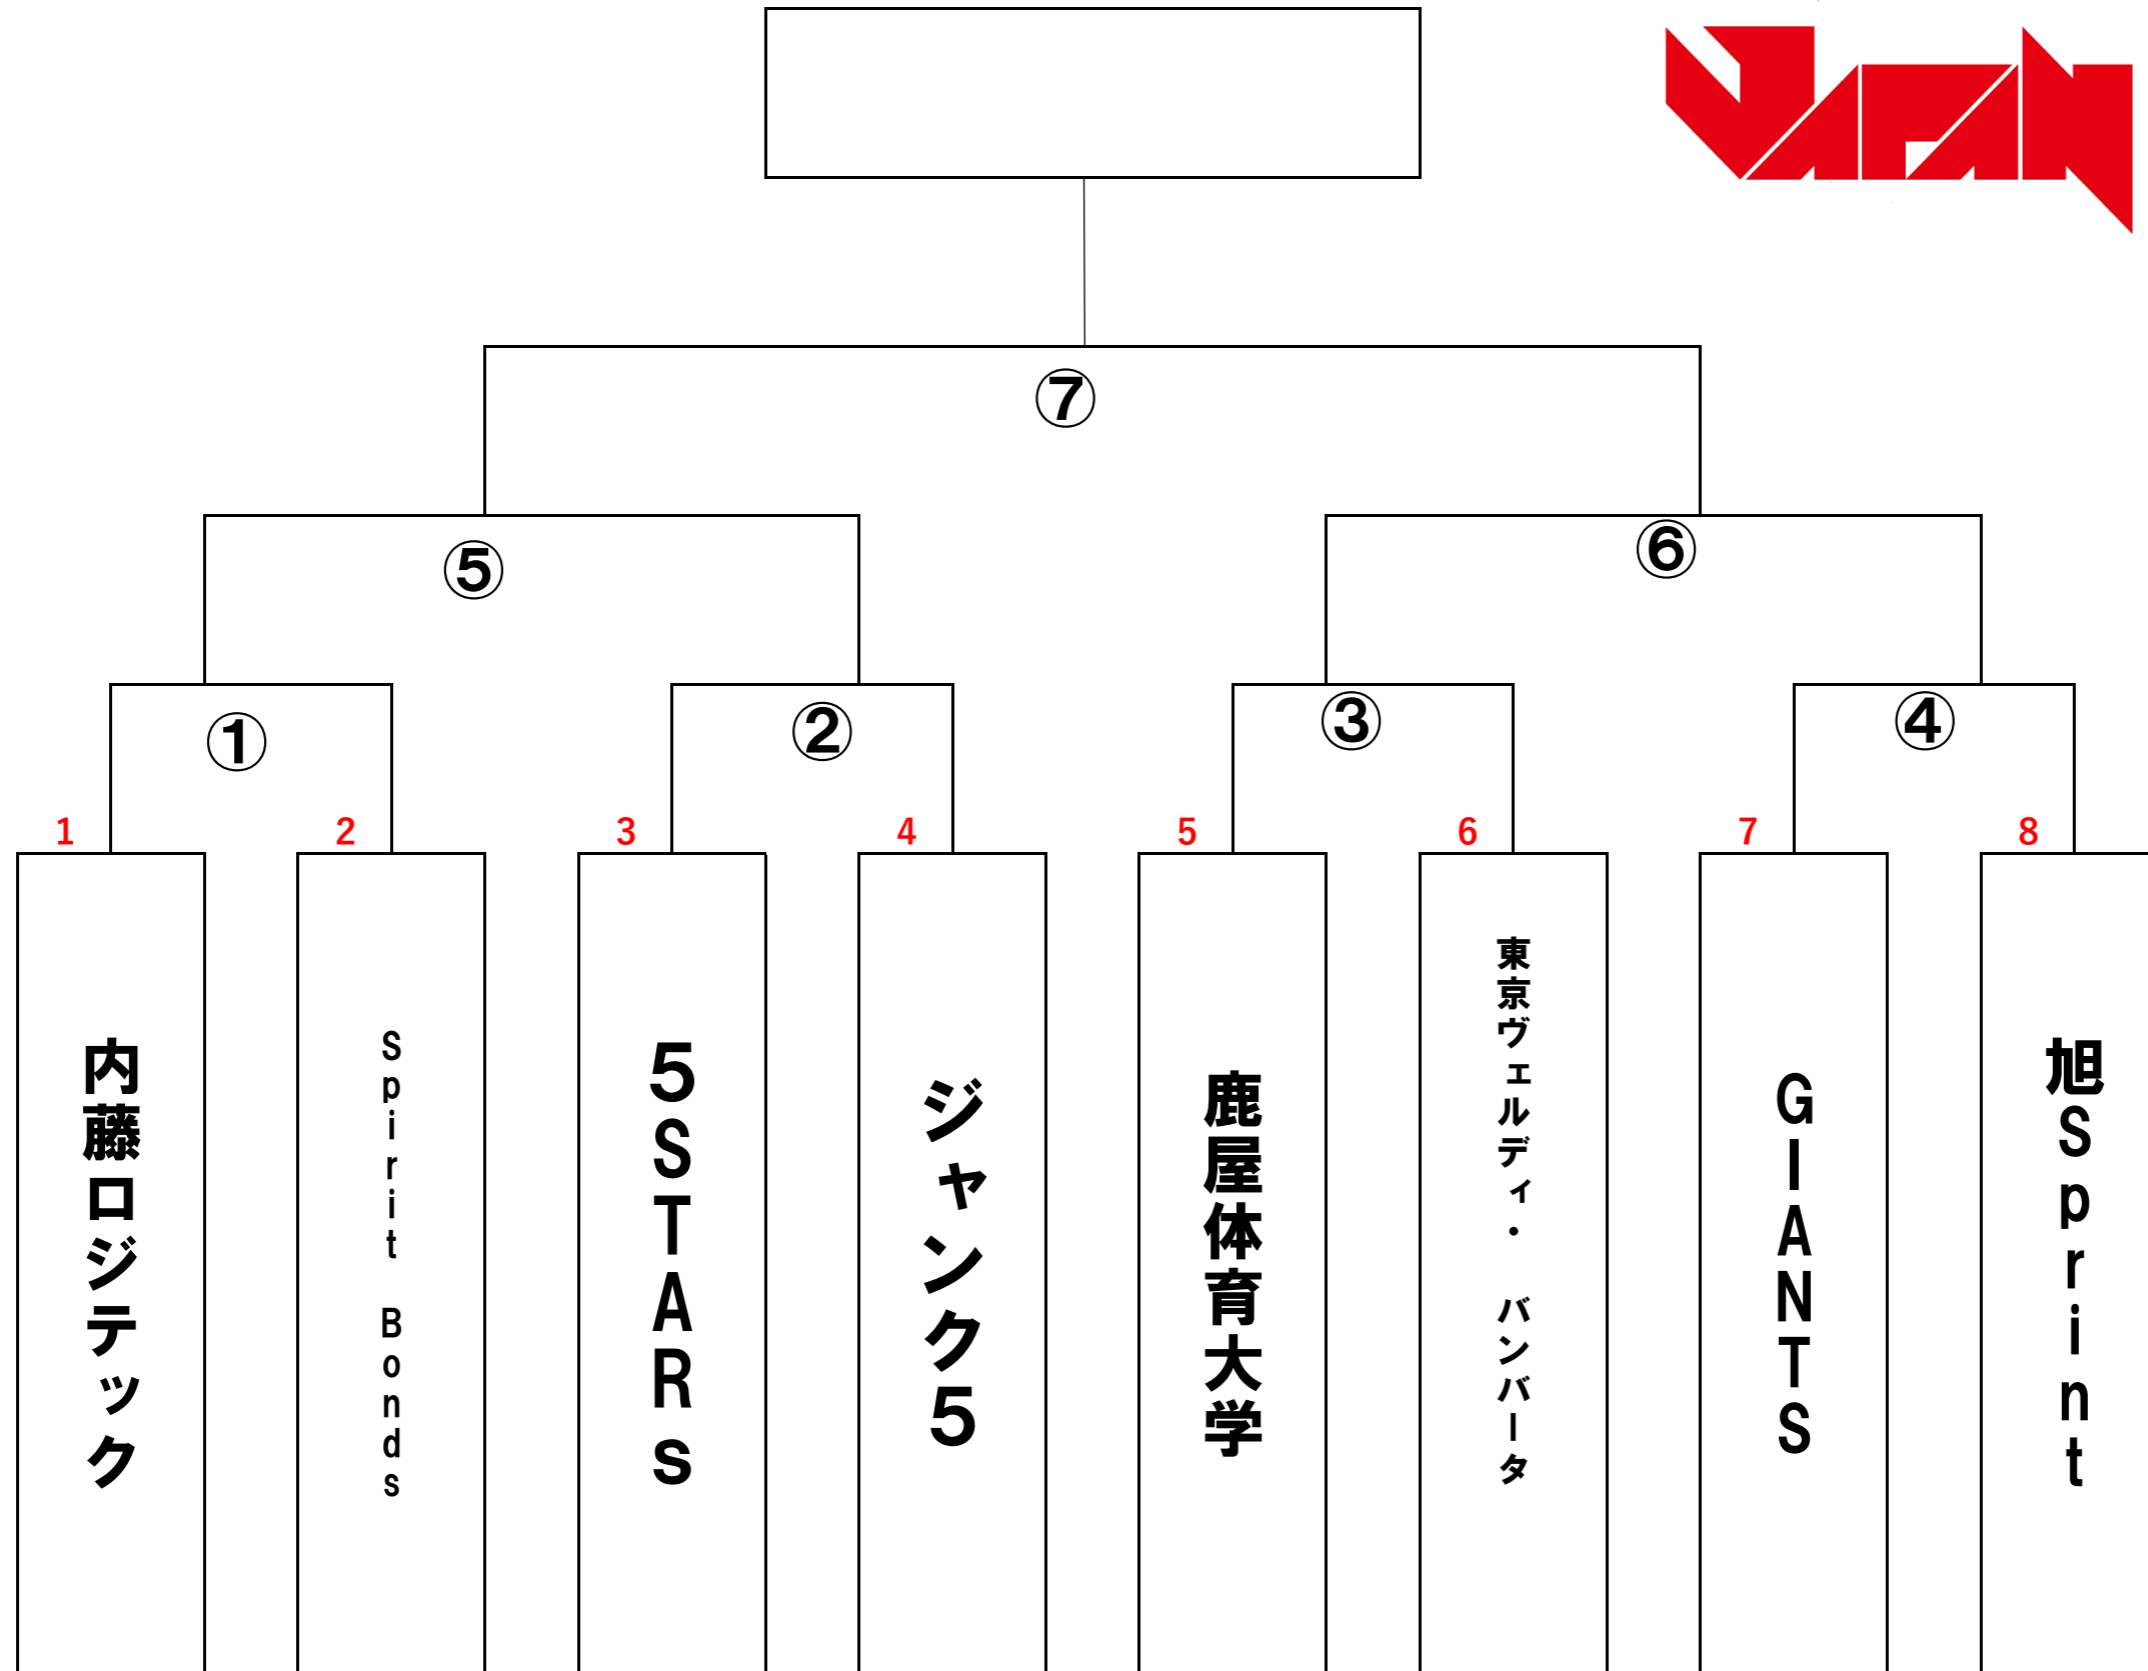 JAPAN
⑦
⑤
⑥
①
②
③
④
1
2
3
4
5
6
7
8
内藤ロジテック
Spirit Bonds
5STARs
ジャンク5
鹿屋体育大学
東京ヴェルディ・バンバータ
GIANTS
旭Sprint